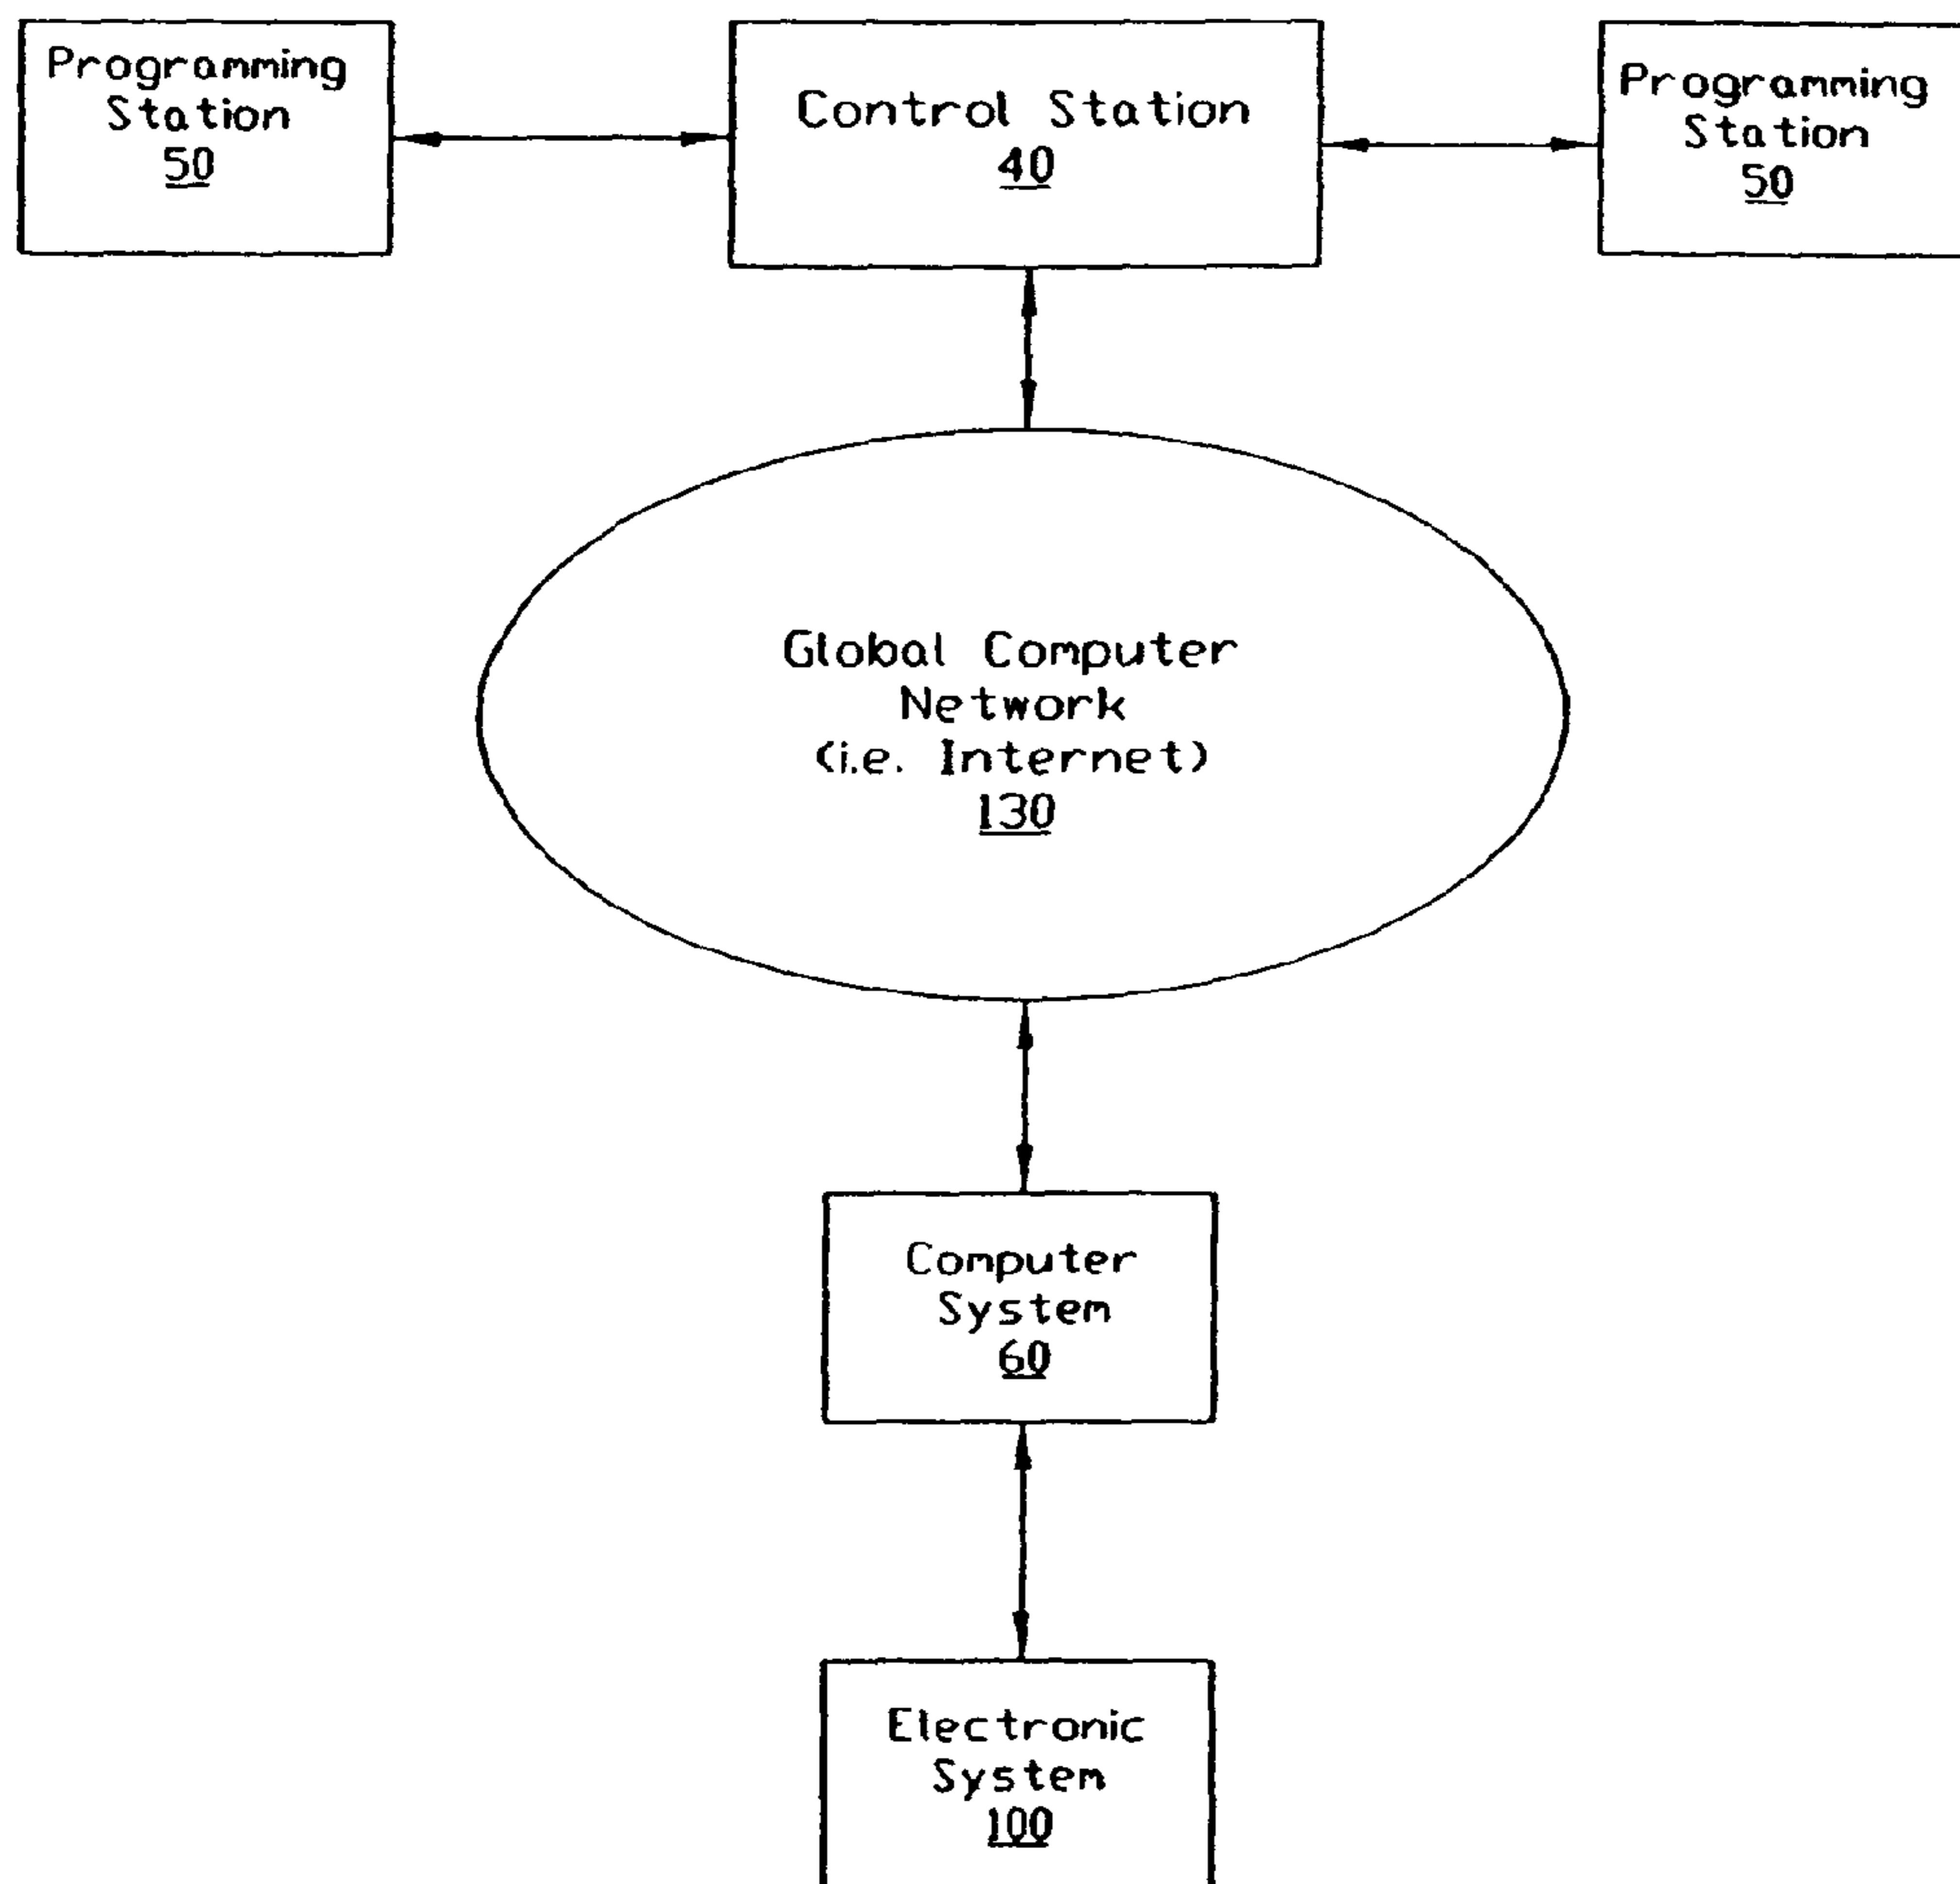 Programming
Station
50
Control Station
40
Programming
Station
50
Global Computer
Network
(i.e. Internet)
130
Computer
System
60
Electronic
System
100